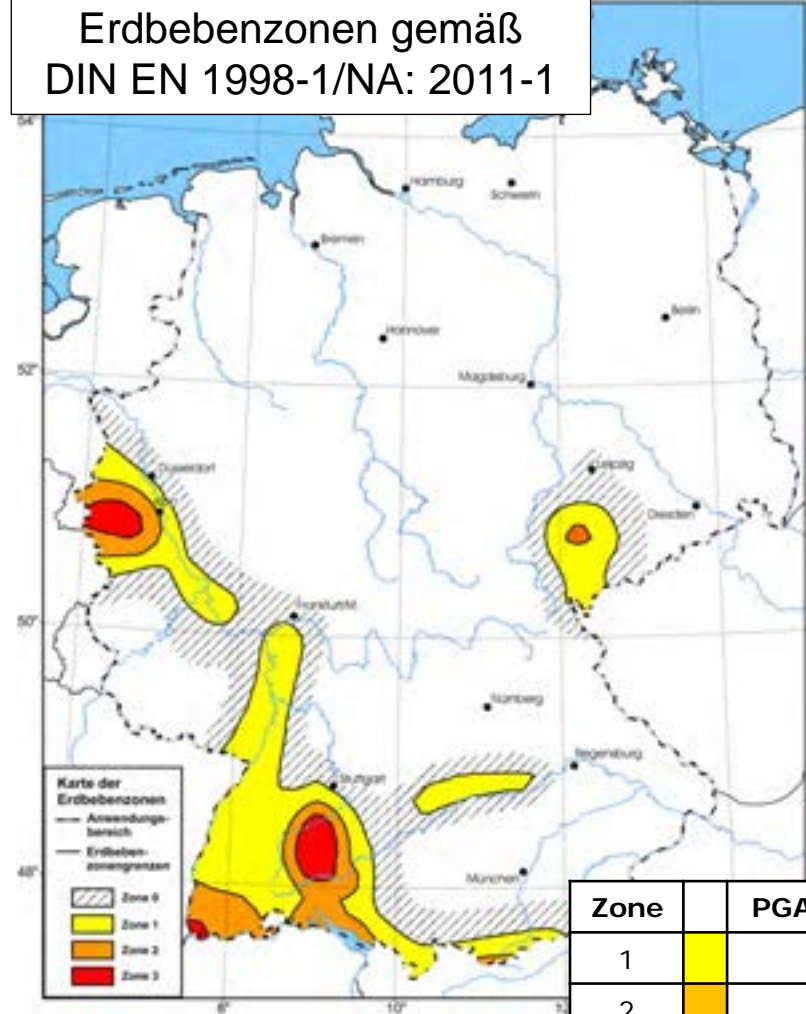 Erdbebenzonen gemäß
DIN EN 1998-1/NA: 2011-1
54°
Hamburg
Schwerin
Bremen
Berlin
Hannover
52°
Magdeburg
Düsseldorf
Leipzig
Köln
Dresden
Frankfurt/M.
50°
Nürnberg
Regensburg
Stuttgart
Karte der
Erdbebenzonen
Anwendungs-
bereich
Erdbeben-
zonengrenzen
48°
München
Zone 0
Zone 1
Zone 2
Zone 3
Zone PGA
1
2
8°
10°